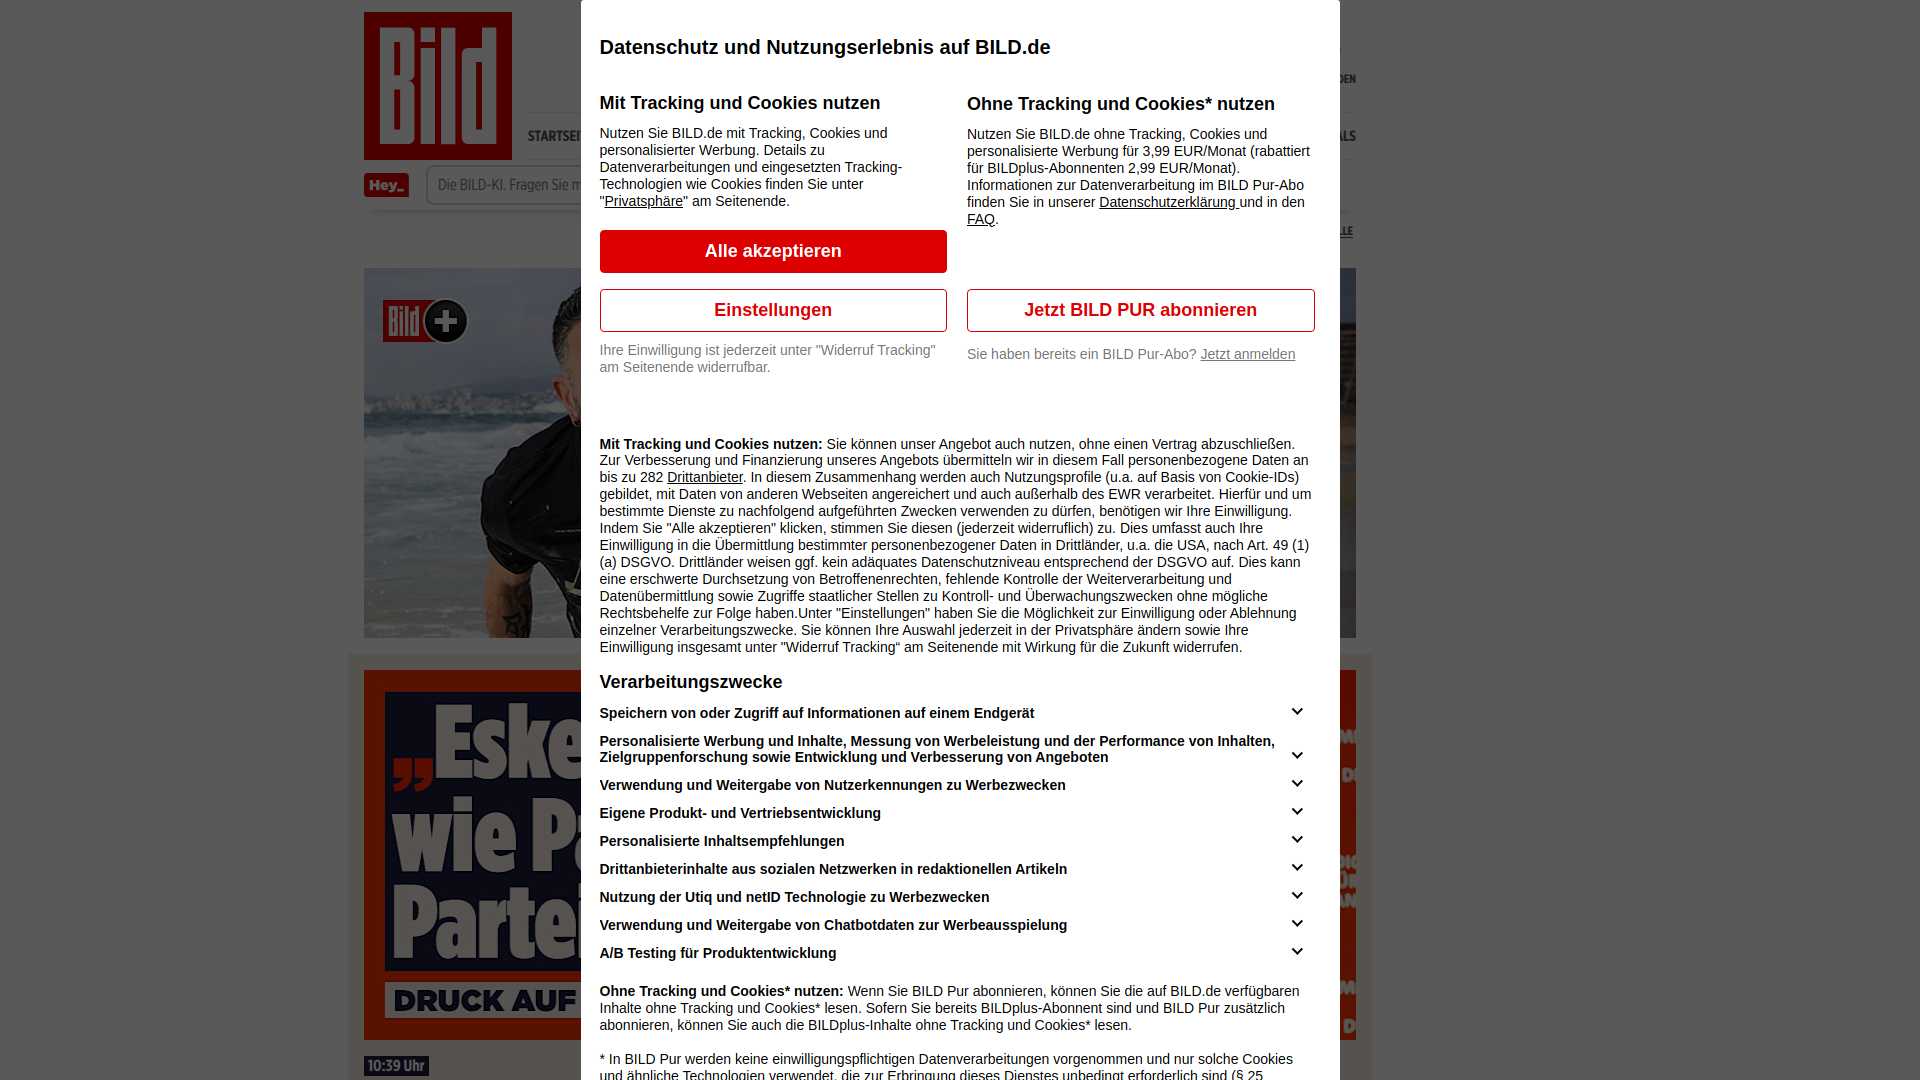 Bild
DEN
STARTSEI
ALS
Hey_
Die BILD-KI. Fragen Sie m
LLE
Bild +
Datenschutz und Nutzungserlebnis auf BILD.de
Mit Tracking und Cookies nutzen
Nutzen Sie BILD.de mit Tracking, Cookies und
personalisierter Werbung. Details zu
Datenverarbeitungen und eingesetzten Tracking-
Technologien wie Cookies finden Sie unter
"Privatsphäre" am Seitenende.
Alle akzeptieren
Einstellungen
Ihre Einwilligung ist jederzeit unter "Widerruf Tracking"
am Seitenende widerrufbar.
Ohne Tracking und Cookies* nutzen
Nutzen Sie BILD.de ohne Tracking, Cookies und
personalisierte Werbung für 3,99 EUR/Monat (rabattiert
für BILDplus-Abonnenten 2,99 EUR/Monat).
Informationen zur Datenverarbeitung im BILD Pur-Abo
finden Sie in unserer Datenschutzerklärung und in den
FAQ.
Jetzt BILD PUR abonnieren
Sie haben bereits ein BILD Pur-Abo? Jetzt anmelden
Mit Tracking und Cookies nutzen: Sie können unser Angebot auch nutzen, ohne einen Vertrag abzuschließen.
Zur Verbesserung und Finanzierung unseres Angebots übermitteln wir in diesem Fall personenbezogene Daten an
bis zu 282 Drittanbieter. In diesem Zusammenhang werden auch Nutzungsprofile (u.a. auf Basis von Cookie-IDs)
gebildet, mit Daten von anderen Webseiten angereichert und auch außerhalb des EWR verarbeitet. Hierfür und um
bestimmte Dienste zu nachfolgend aufgeführten Zwecken verwenden zu dürfen, benötigen wir Ihre Einwilligung.
Indem Sie "Alle akzeptieren" klicken, stimmen Sie diesen (jederzeit widerruflich) zu. Dies umfasst auch Ihre
Einwilligung in die Übermittlung bestimmter personenbezogener Daten in Drittländer, u.a. die USA, nach Art. 49 (1)
(a) DSGVO. Drittländer weisen ggf. kein adäquates Datenschutzniveau entsprechend der DSGVO auf. Dies kann
eine erschwerte Durchsetzung von Betroffenenrechten, fehlende Kontrolle der Weiterverarbeitung und
Datenübermittlung sowie Zugriffe staatlicher Stellen zu Kontroll- und Überwachungszwecken ohne mögliche
Rechtsbehelfe zur Folge haben.Unter "Einstellungen" haben Sie die Möglichkeit zur Einwilligung oder Ablehnung
einzelner Verarbeitungszwecke. Sie können Ihre Auswahl jederzeit in der Privatsphäre ändern sowie Ihre
Einwilligung insgesamt unter "Widerruf Tracking“ am Seitenende mit Wirkung für die Zukunft widerrufen.
Verarbeitungszwecke
Speichern von oder Zugriff auf Informationen auf einem Endgerät
Personalisierte Werbung und Inhalte, Messung von Werbeleistung und der Performance von Inhalten,
Zielgruppenforschung sowie Entwicklung und Verbesserung von Angeboten
Verwendung und Weitergabe von Nutzerkennungen zu Werbezwecken
Eigene Produkt- und Vertriebsentwicklung
Personalisierte Inhaltsempfehlungen
Drittanbieterinhalte aus sozialen Netzwerken in redaktionellen Artikeln
Nutzung der Utiq und netID Technologie zu Werbezwecken
Verwendung und Weitergabe von Chatbotdaten zur Werbeausspielung
A/B Testing für Produktentwicklung
Ohne Tracking und Cookies* nutzen: Wenn Sie BILD Pur abonnieren, können Sie die auf BILD.de verfügbaren
Inhalte ohne Tracking und Cookies* lesen. Sofern Sie bereits BILDplus-Abonnent sind und BILD Pur zusätzlich
abonnieren, können Sie auch die BILDplus-Inhalte ohne Tracking und Cookies* lesen.
* In BILD Pur werden keine einwilligungspflichtigen Datenverarbeitungen vorgenommen und nur solche Cookies
und ähnliche Technologien verwendet, die zur Erbringung dieses Dienstes unbedingt erforderlich sind (§ 25
„Eske
wie Pa
Partei
DRUCK AUF
10:39 Uhr